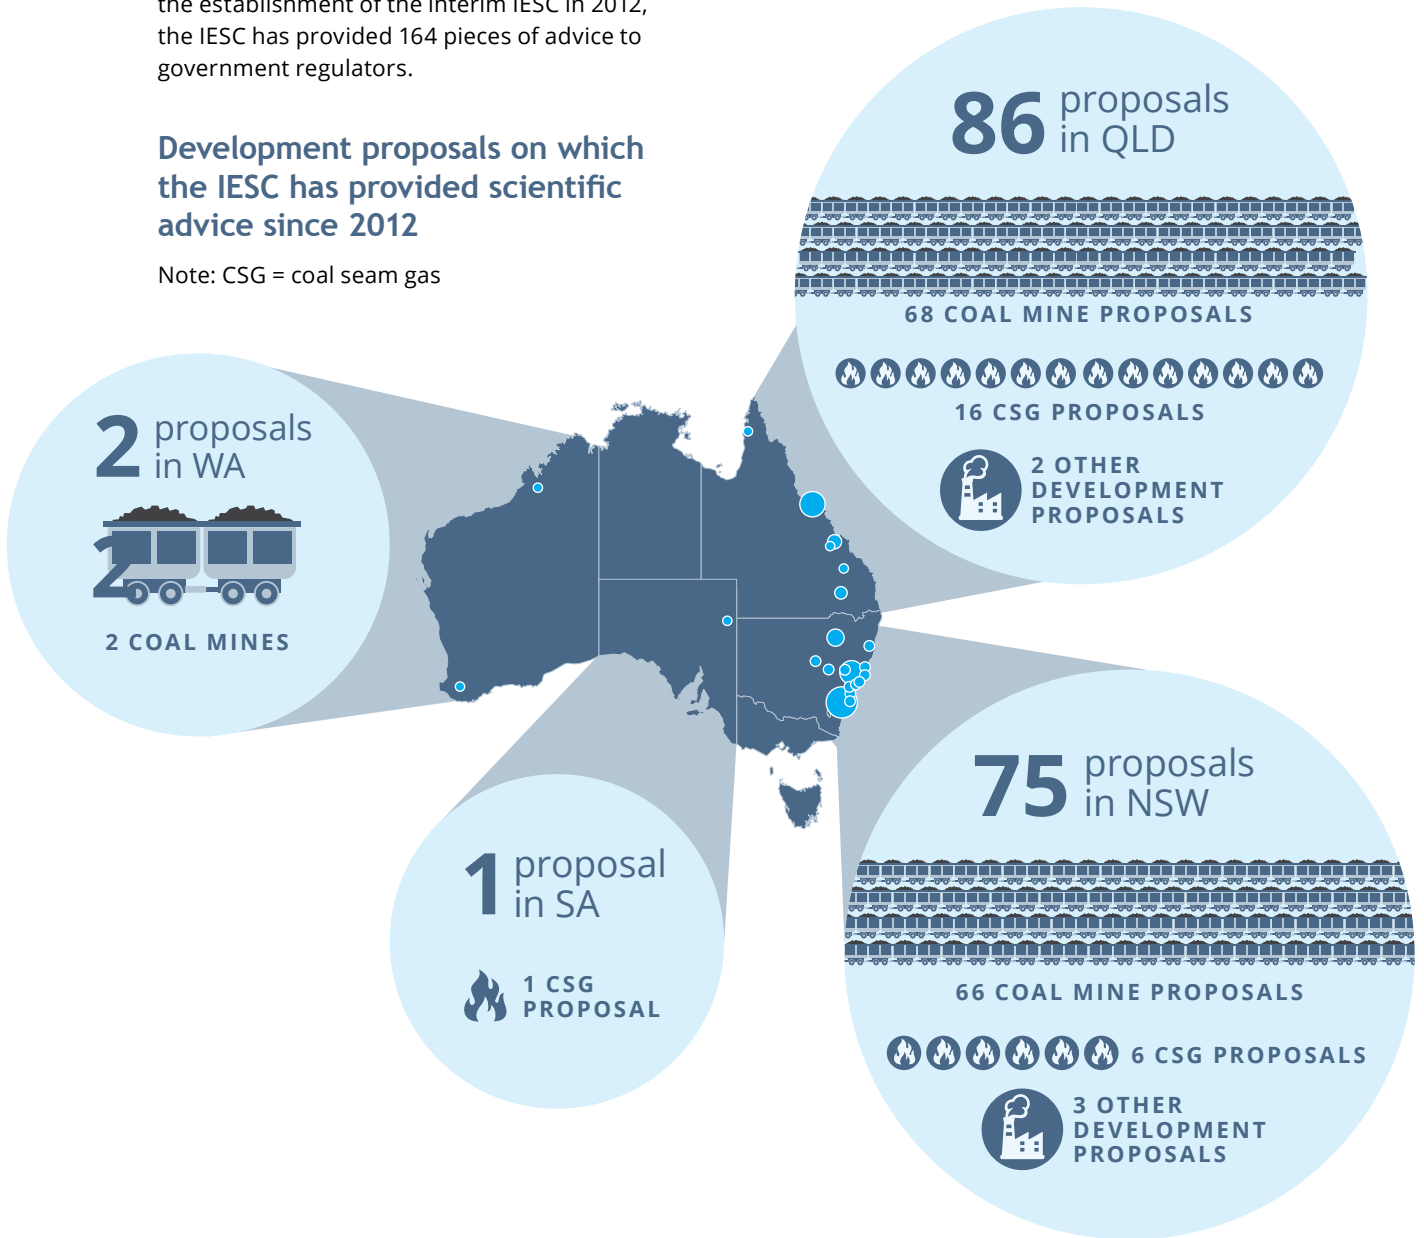 the establishment of the interim IESC in 2012,
the IESC has provided 164 pieces of advice to
government regulators.
Development proposals on which
the IESC has provided scientific
advice since 2012
Note: CSG = coal seam gas
86 proposals
in QLD
68 COAL MINE PROPOSALS
16 CSG PROPOSALS
2 OTHER
DEVELOPMENT
PROPOSALS
2 proposals
in WA
2
2 COAL MINES
1 proposal
in SA
1 CSG
PROPOSAL
75 proposals
in NSW
66 COAL MINE PROPOSALS
6 CSG PROPOSALS
3 OTHER
DEVELOPMENT
PROPOSALS